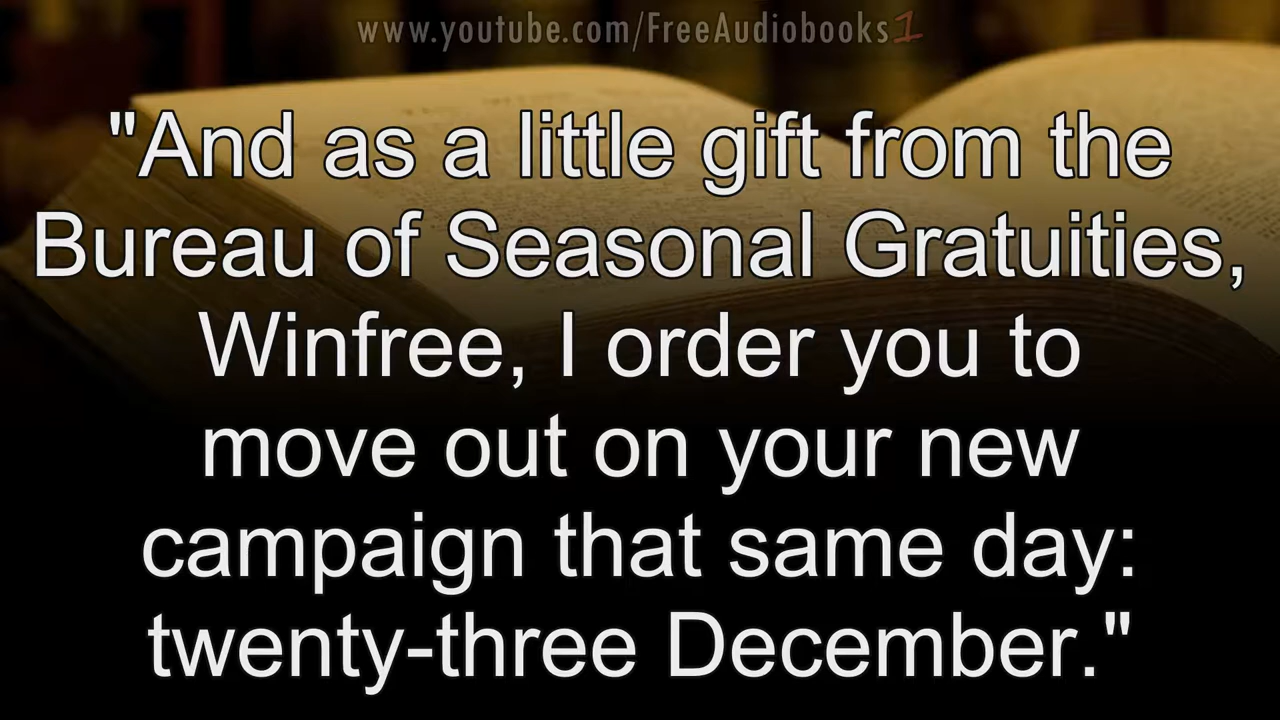 www.youtube.com/FreeAudiobooks1
"And as a little gift from the
Bureau of Seasonal Gratuities,
Winfree, I order you to
move out on your new
campaign that same day:
twenty-three December."